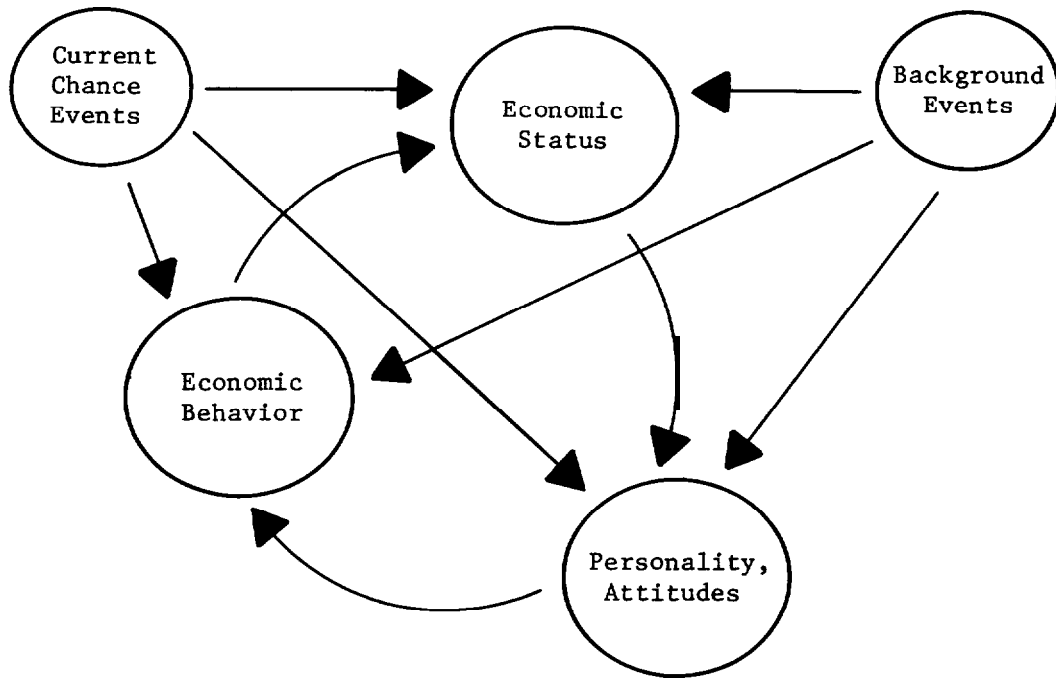 Current
Chance
Events
Economic
Status
Background
Events
Economic
Behavior
Personality,
Attitudes